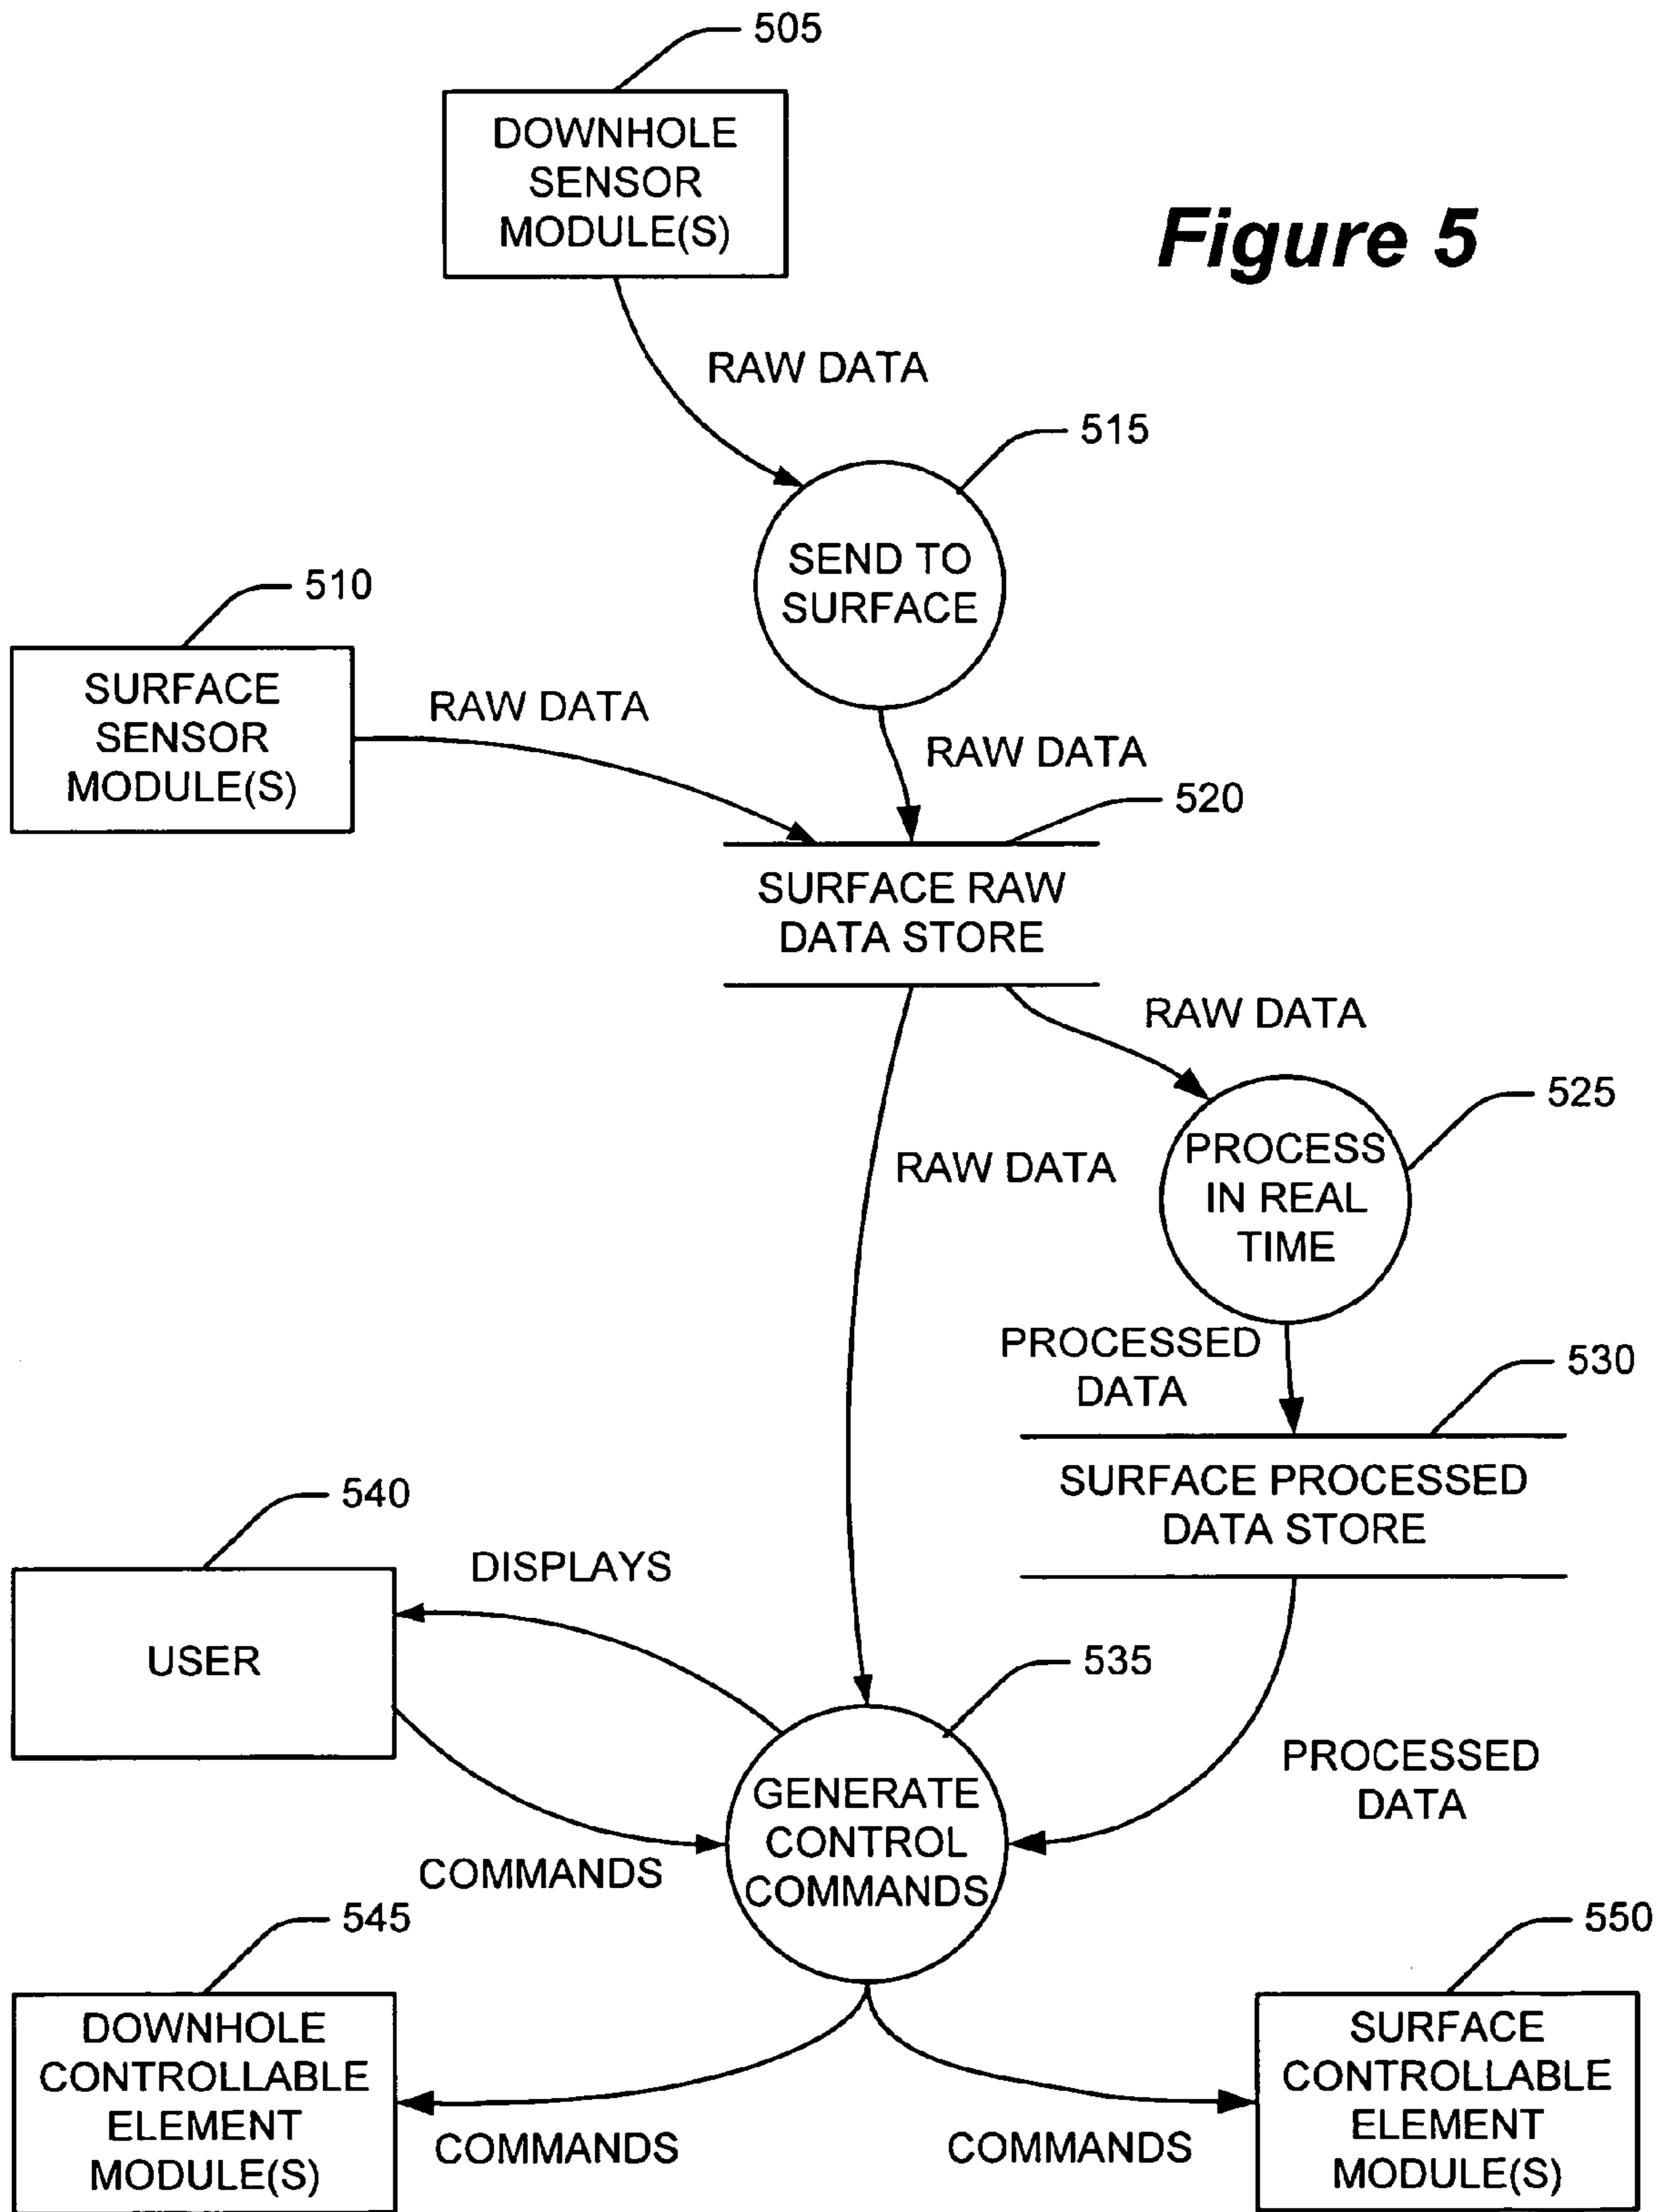 505
DOWNHOLE
SENSOR
MODULE(S)
Figure 5
RAW DATA
515
SEND TO
SURFACE
510
SURFACE
SENSOR
MODULE(S)
RAW DATA
RAW DATA
520
SURFACE RAW
DATA STORE
RAW DATA
525
RAW DATA
PROCESS
IN REAL
TIME
PROCESSED
DATA
530
SURFACE PROCESSED
DATA STORE
540
DISPLAYS
USER
535
PROCESSED
DATA
GENERATE
CONTROL
COMMANDS
COMMANDS
545
550
DOWNHOLE
CONTROLLABLE
ELEMENT
MODULE(S)
COMMANDS
COMMANDS
SURFACE
CONTROLLABLE
ELEMENT
MODULE(S)